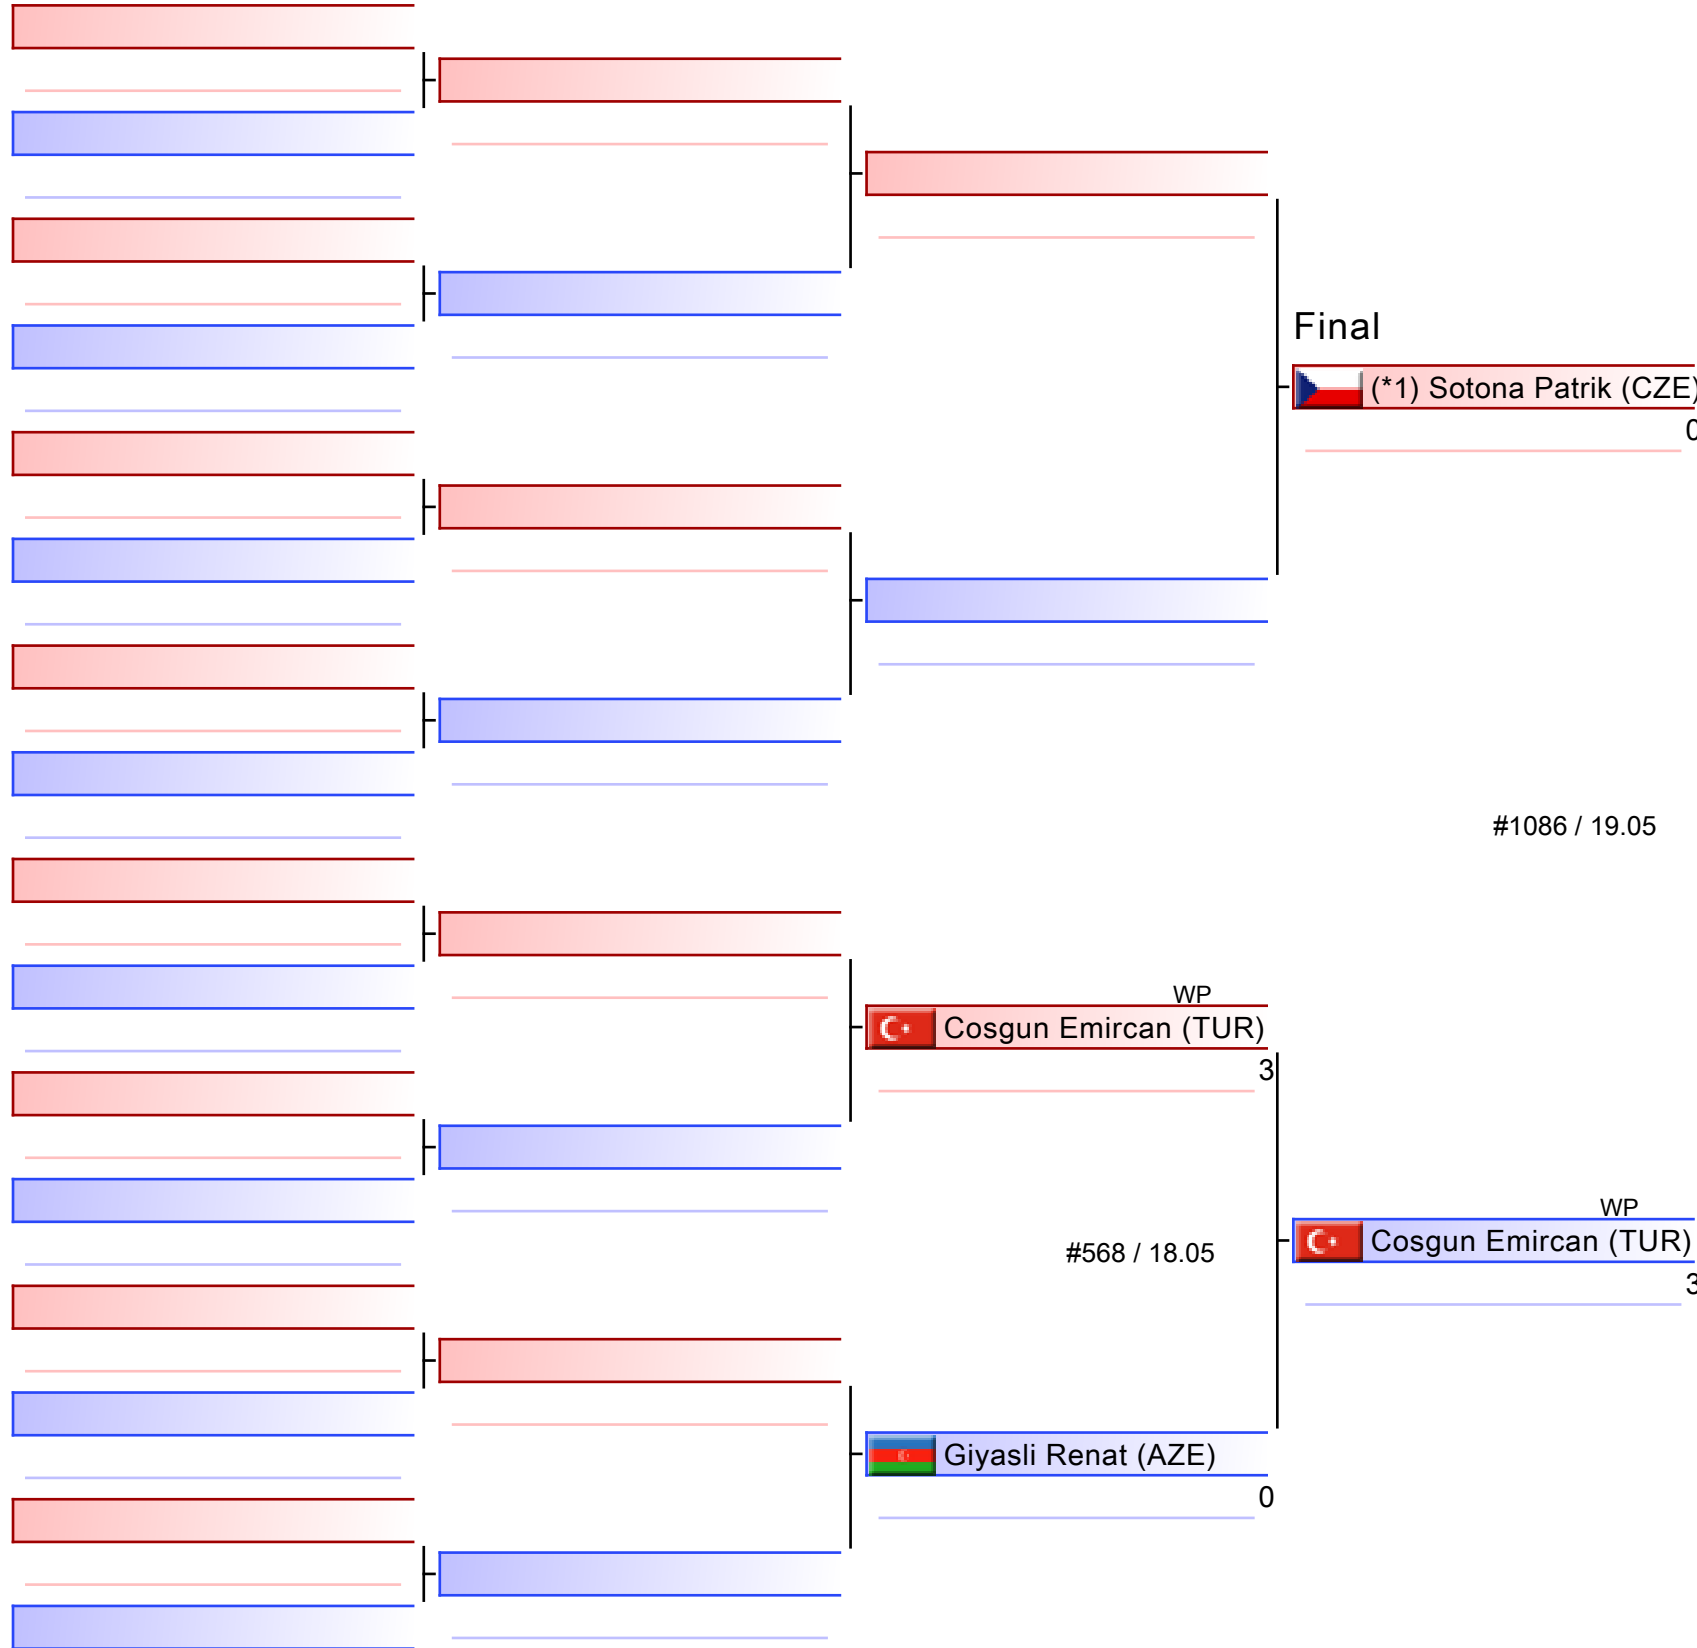 Final
(*1) Sotona Patrik (CZE)
0
#1086 / 19.05
WP
Cosgun Emircan (TUR)
3
WP
Cosgun Emircan (TUR)
3
#568 / 18.05
Giyasli Renat (AZE)
0